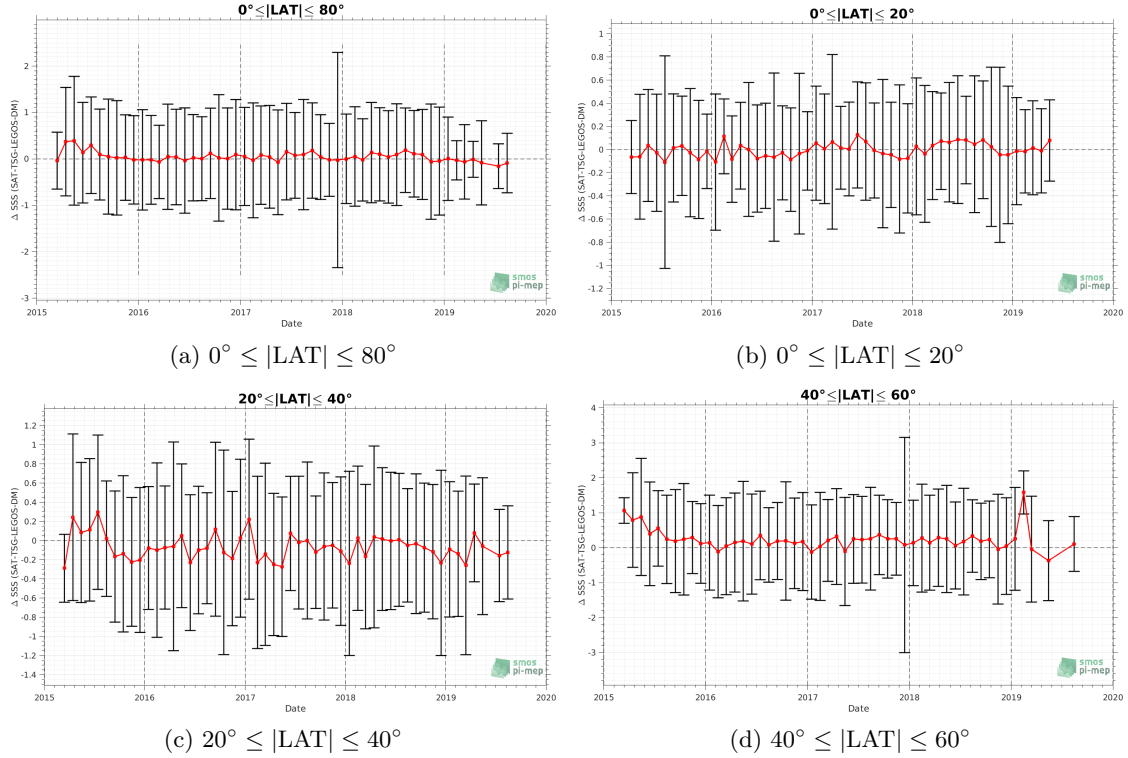 0°≤|LAT|≤ 80°
Δ SSS (SAT-TSG-LEGOS-DM)
2
1
0
-1
-2
-3
2015 2016 2017 2018 2019 2020
Date
smos
pi-mep
(a) 0° ≤ |LAT| ≤ 80°
0°≤|LAT|≤ 20°
Δ SSS (SAT-TSG-LEGOS-DM)
1
0.8
0.6
0.4
0.2
0
-0.2
-0.4
-0.6
-0.8
-1
-1.2
2015 2016 2017 2018 2019 2020
Date
smos
pi-mep
(b) 0° ≤ |LAT| ≤ 20°
20°≤|LAT|≤ 40°
Δ SSS (SAT-TSG-LEGOS-DM)
1.2
1
0.8
0.6
0.4
0.2
0
-0.2
-0.4
-0.6
-0.8
-1
-1.2
-1.4
2015 2016 2017 2018 2019 2020
Date
smos
pi-mep
(c) 20° ≤ |LAT| ≤ 40°
40°≤|LAT|≤ 60°
Δ SSS (SAT-TSG-LEGOS-DM)
4
3
2
1
0
-1
-2
-3
2015 2016 2017 2018 2019 2020
Date
smos
pi-mep
(d) 40° ≤ |LAT| ≤ 60°